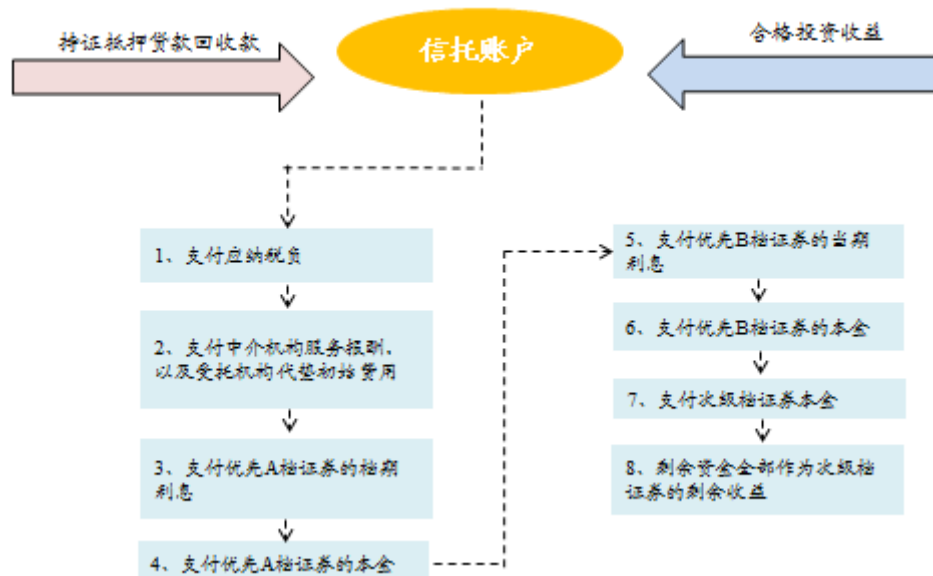 持证抵押贷款回收款
信托账户
合格投资收益
1、支付应纳税负
2、支付中介机构服务报酬，
以及受托机构代垫初始费用
3、支付优先A档证券的档期
利息
4、支付优先A档证券的本金
5、支付优先B档证券的当期
利息
6、支付优先B档证券的本金
7、支付次级档证券本金
8、剩余资金全部作为次级档
证券的剩余收益